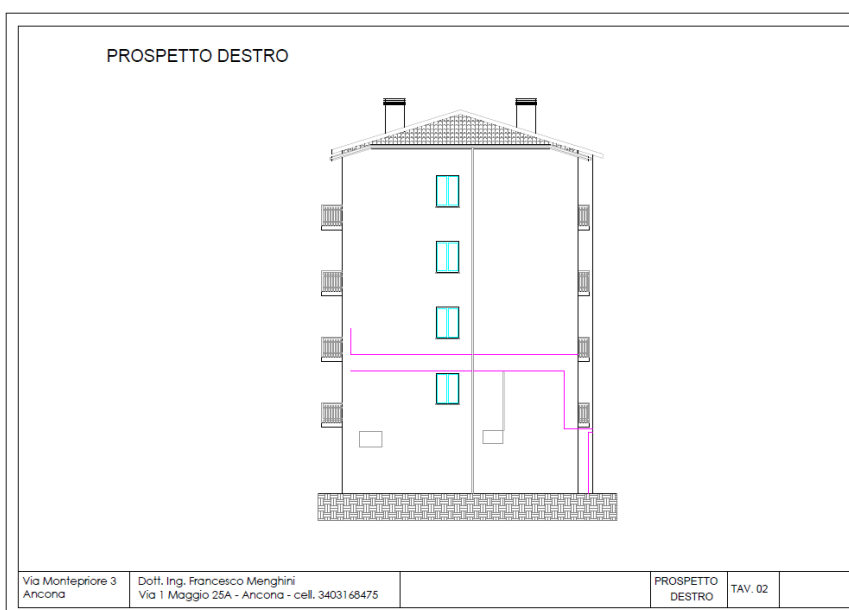 PROSPETTO DESTRO
Via Montepriore 3
Ancona
Dott. Ing. Francesco Menghini
Via 1 Maggio 25A - Ancona - cell. 3403168475
PROSPETTO
DESTRO
TAV. 02